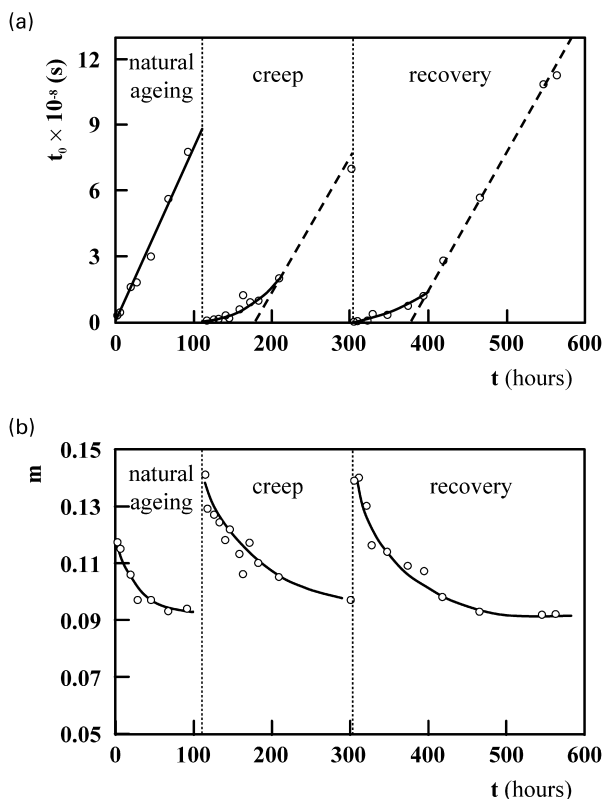 (a)
t₀ × 10⁻⁸ (s)
12
9
6
3
0
natural ageing
creep
recovery
0 100 200 300 400 500 600
t (hours)
(b)
m
0.15
0.13
0.11
0.09
0.07
0.05
natural ageing
creep
recovery
0 100 200 300 400 500 600
t (hours)